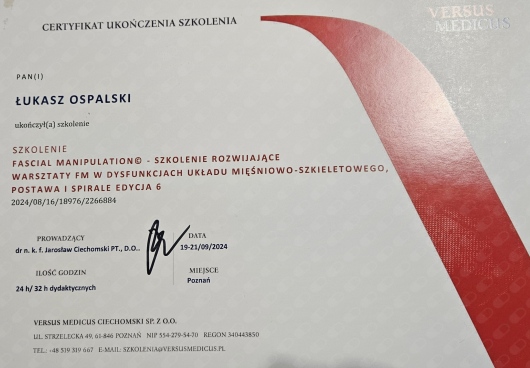 VERSUS
MEDICUS
CERTYFIKAT UKOŃCZENIA SZKOLENIA
PAN(I)
ŁUKASZ OSPALSKI
ukończył(a) szkolenie
SZKOLENIE
FASCIAL MANIPULATION© - SZKOLENIE ROZWIJAJĄCE
WARSZTATY FM W DYSFUNKCJACH UKŁADU MIĘŚNIOWO-SZKIELETOWEGO,
POSTAWA I SPIRALE EDYCJA 6
2024/08/16/18976/2266884
PROWADZĄCY
dr n. k. f. Jarosław Ciechomski PT., D.O..
DATA
19-21/09/2024
ILOŚĆ GODZIN
24 h/ 32 h dydaktycznych
MIEJSCE
Poznań
VERSUS MEDICUS CIECHOMSKI SP. Z O.O.
UL. STRZELECKA 49, 61-846 POZNAŃ NIP 554-279-54-70 REGON 340443850
TEL.: +48 519 319 667 E-MAIL: SZKOLENIA@VERSUSMEDICUS.PL